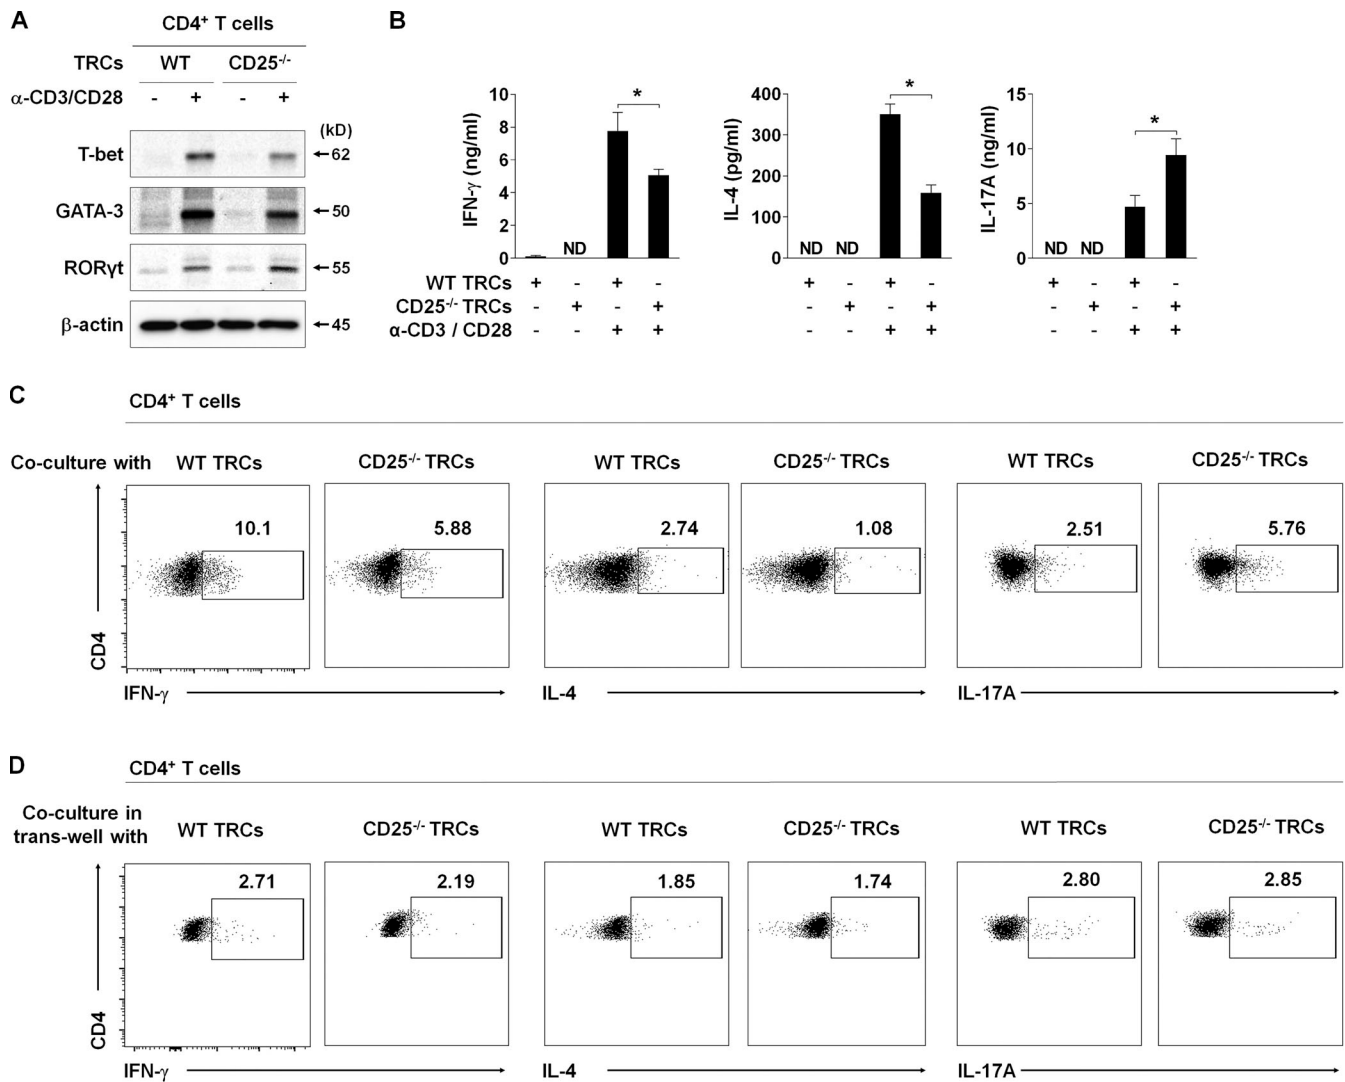 A
CD4+ T cells
TRCs WT CD25-/-
α-CD3/CD28 - + - +
(kD)
T-bet 62
GATA-3 50
RORγt 55
β-actin 45
B
IFN-γ (ng/ml)
10
8
6
4
2
0
ND
*
IL-4 (pg/ml)
400
300
200
100
0
ND ND
*
IL-17A (ng/ml)
15
10
5
0
ND ND
*
WT TRCs + - + - + - + - + - + -
CD25-/- TRCs - + - + - + - + - + - +
α-CD3 / CD28 - - + + - - + + - - + +
C
CD4+ T cells
Co-culture with WT TRCs CD25-/- TRCs WT TRCs CD25-/- TRCs WT TRCs CD25-/- TRCs
10.1 5.88 2.74 1.08 2.51 5.76
CD4
IFN-γ IL-4 IL-17A
D
CD4+ T cells
Co-culture in
trans-well with WT TRCs CD25-/- TRCs WT TRCs CD25-/- TRCs WT TRCs CD25-/- TRCs
2.71 2.19 1.85 1.74 2.80 2.85
CD4
IFN-γ IL-4 IL-17A